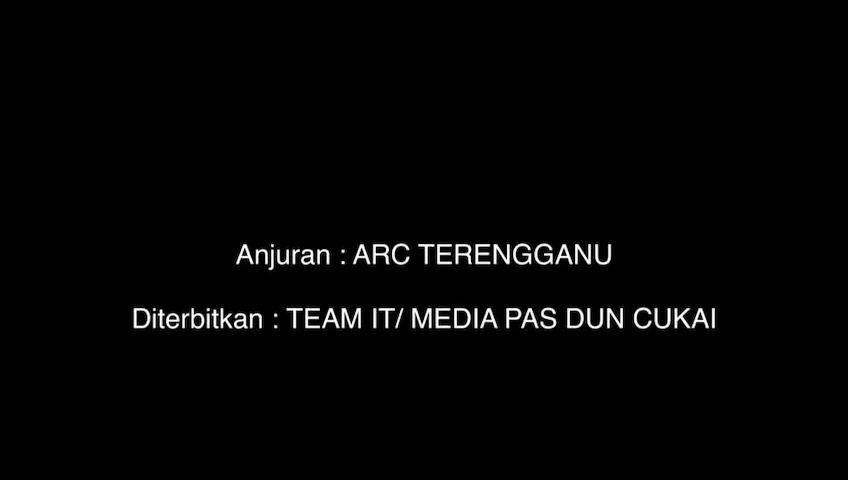 Anjuran : ARC TERENGGANU
Diterbitkan : TEAM IT/ MEDIA PAS DUN CUKAI